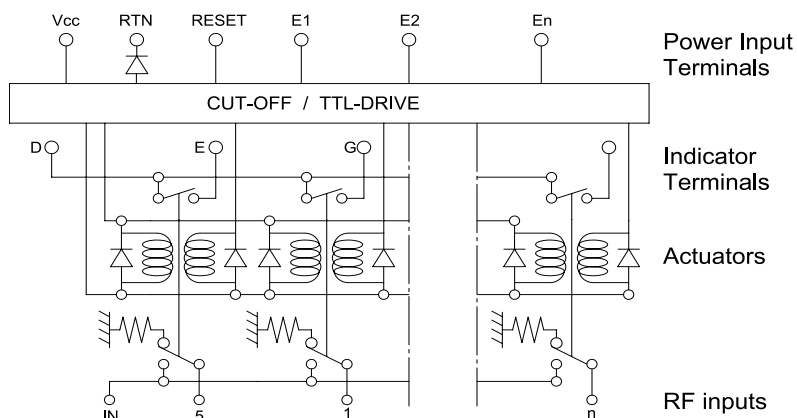 Vcc RTN RESET E1 E2 En
Power Input
Terminals
CUT-OFF / TTL-DRIVE
D E G
Indicator
Terminals
Actuators
IN 5 1 n
RF inputs